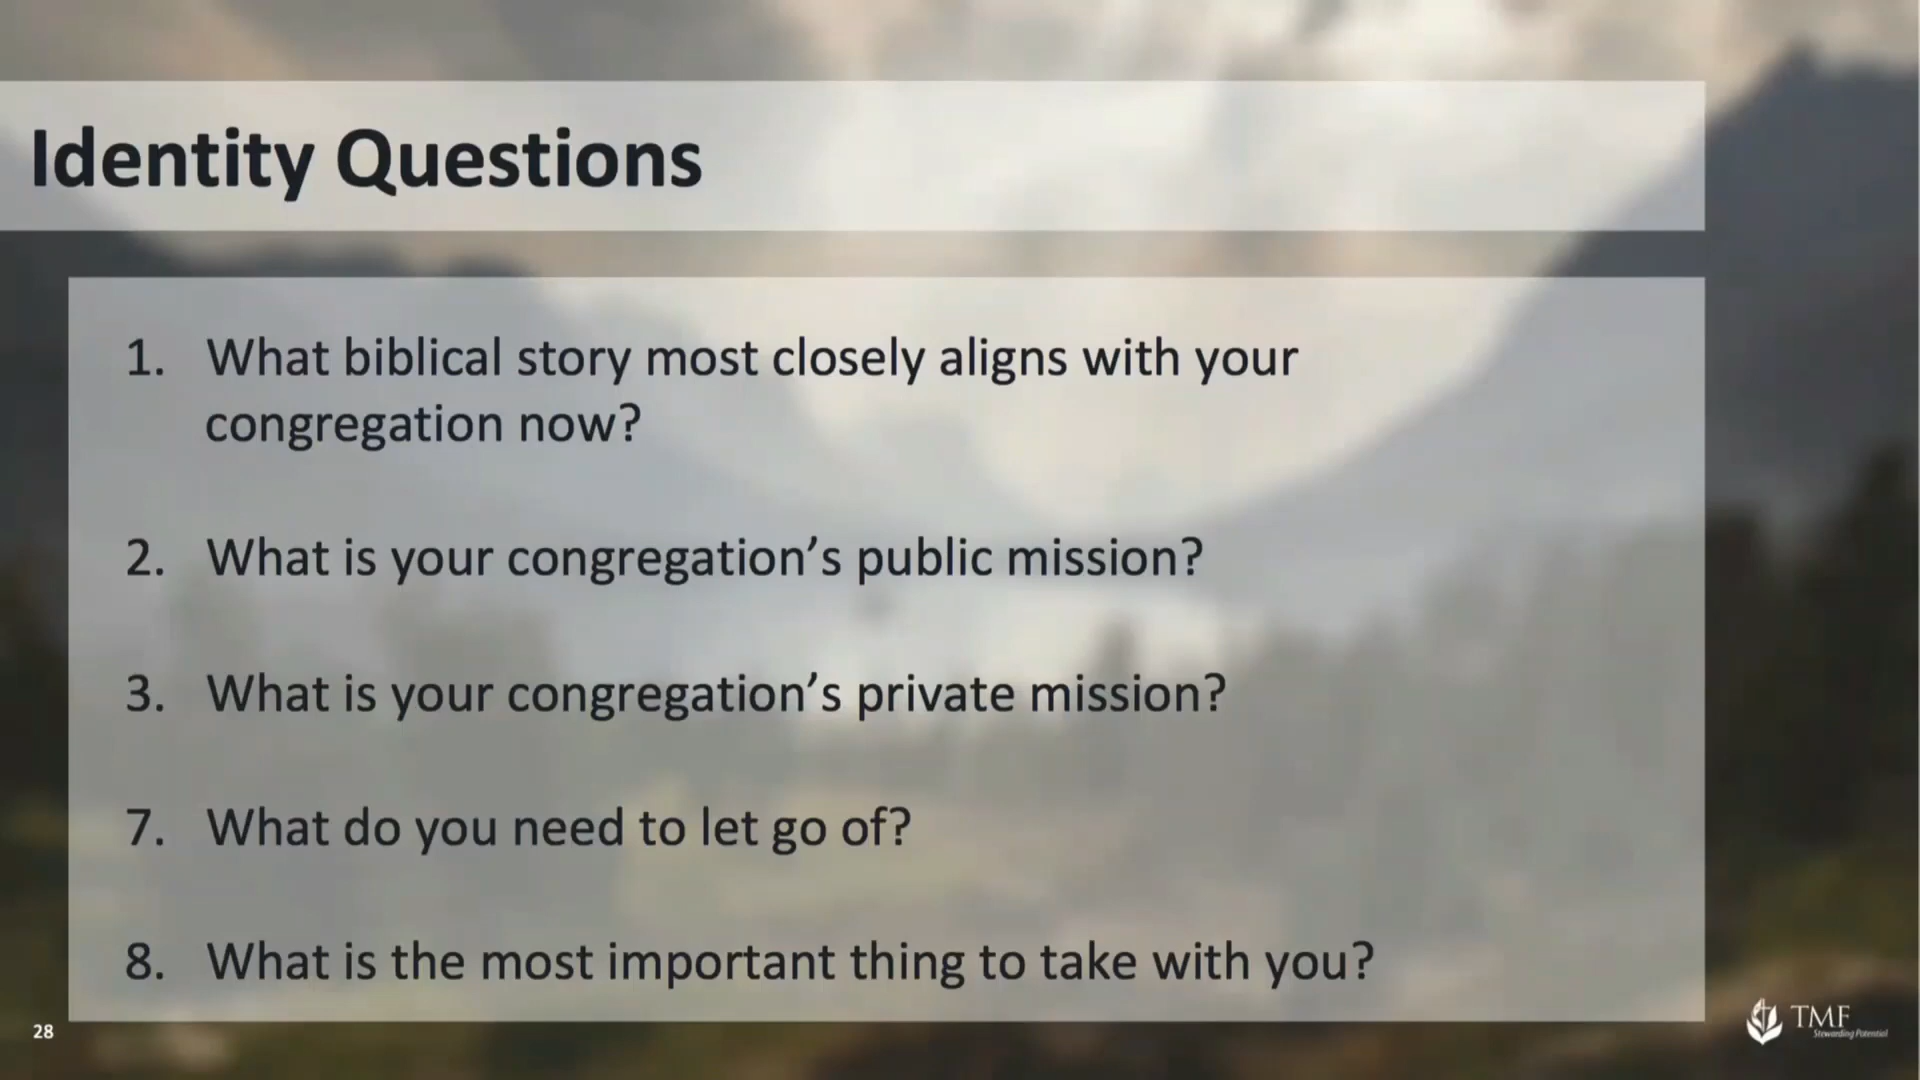 Identity Questions
1. What biblical story most closely aligns with your
congregation now?
2. What is your congregation’s public mission?
3. What is your congregation’s private mission?
7. What do you need to let go of?
8. What is the most important thing to take with you?
28
TMF
Stewarding Potential